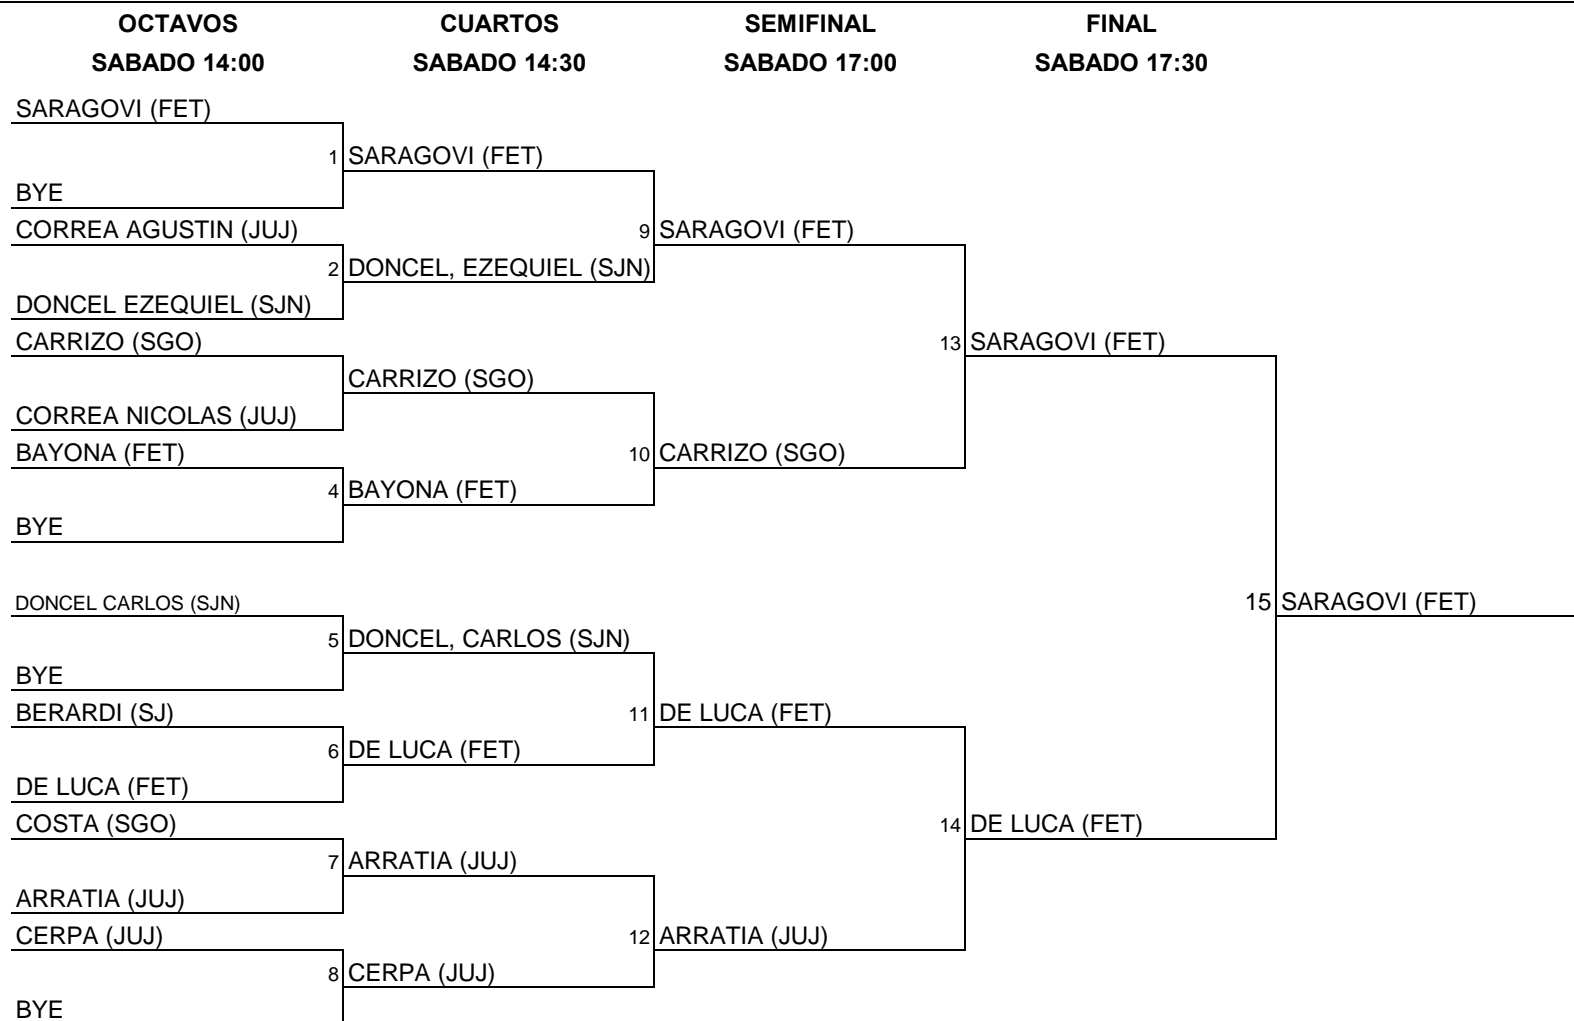 OCTAVOS CUARTOS SEMIFINAL FINAL
SABADO 14:00 SABADO 14:30 SABADO 17:00 SABADO 17:30
SARAGOVI (FET)
1 SARAGOVI (FET)
BYE
CORREA AGUSTIN (JUJ) 9 SARAGOVI (FET)
2 DONCEL, EZEQUIEL (SJN)
DONCEL EZEQUIEL (SJN)
CARRIZO (SGO) 13 SARAGOVI (FET)
CARRIZO (SGO)
CORREA NICOLAS (JUJ)
BAYONA (FET) 10 CARRIZO (SGO)
4 BAYONA (FET)
BYE
DONCEL CARLOS (SJN) 15 SARAGOVI (FET)
5 DONCEL, CARLOS (SJN)
BYE
BERARDI (SJ) 11 DE LUCA (FET)
6 DE LUCA (FET)
DE LUCA (FET)
COSTA (SGO) 14 DE LUCA (FET)
7 ARRATIA (JUJ)
ARRATIA (JUJ)
CERPA (JUJ) 12 ARRATIA (JUJ)
8 CERPA (JUJ)
BYE